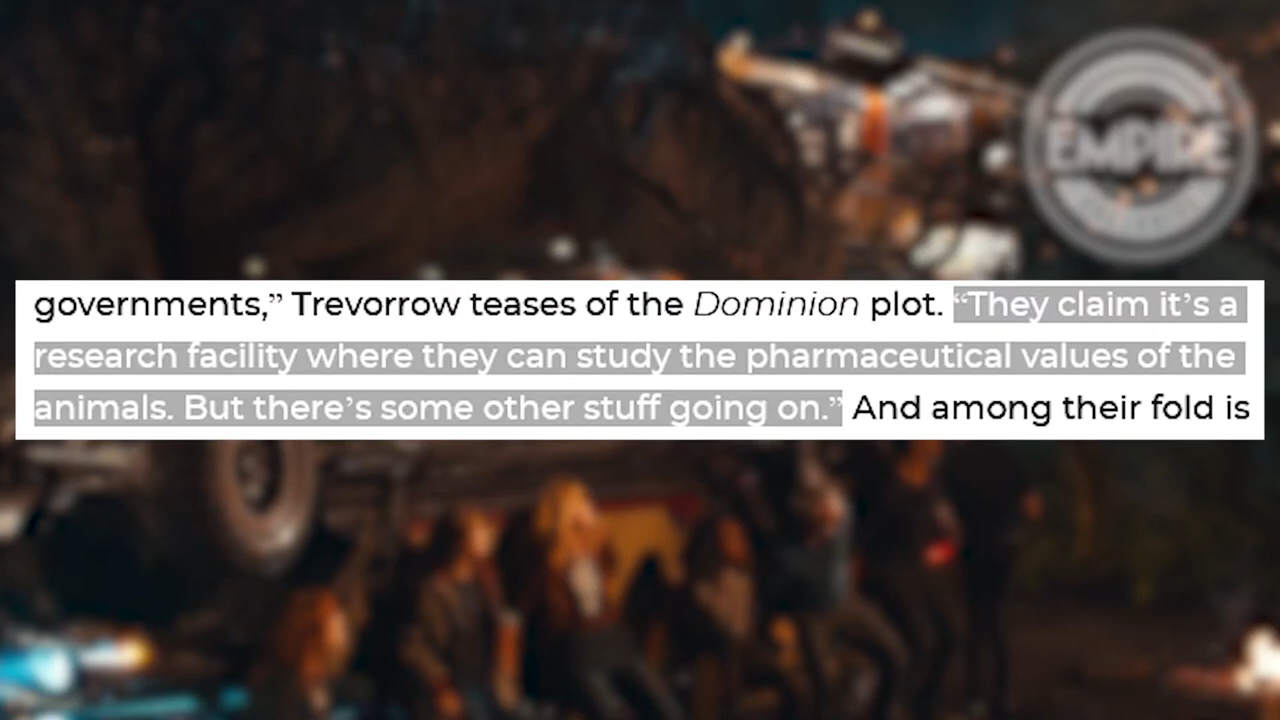 EMPIRE
governments,” Trevorrow teases of the Dominion plot. “They claim it’s a
research facility where they can study the pharmaceutical values of the
animals. But there’s some other stuff going on.” And among their fold is